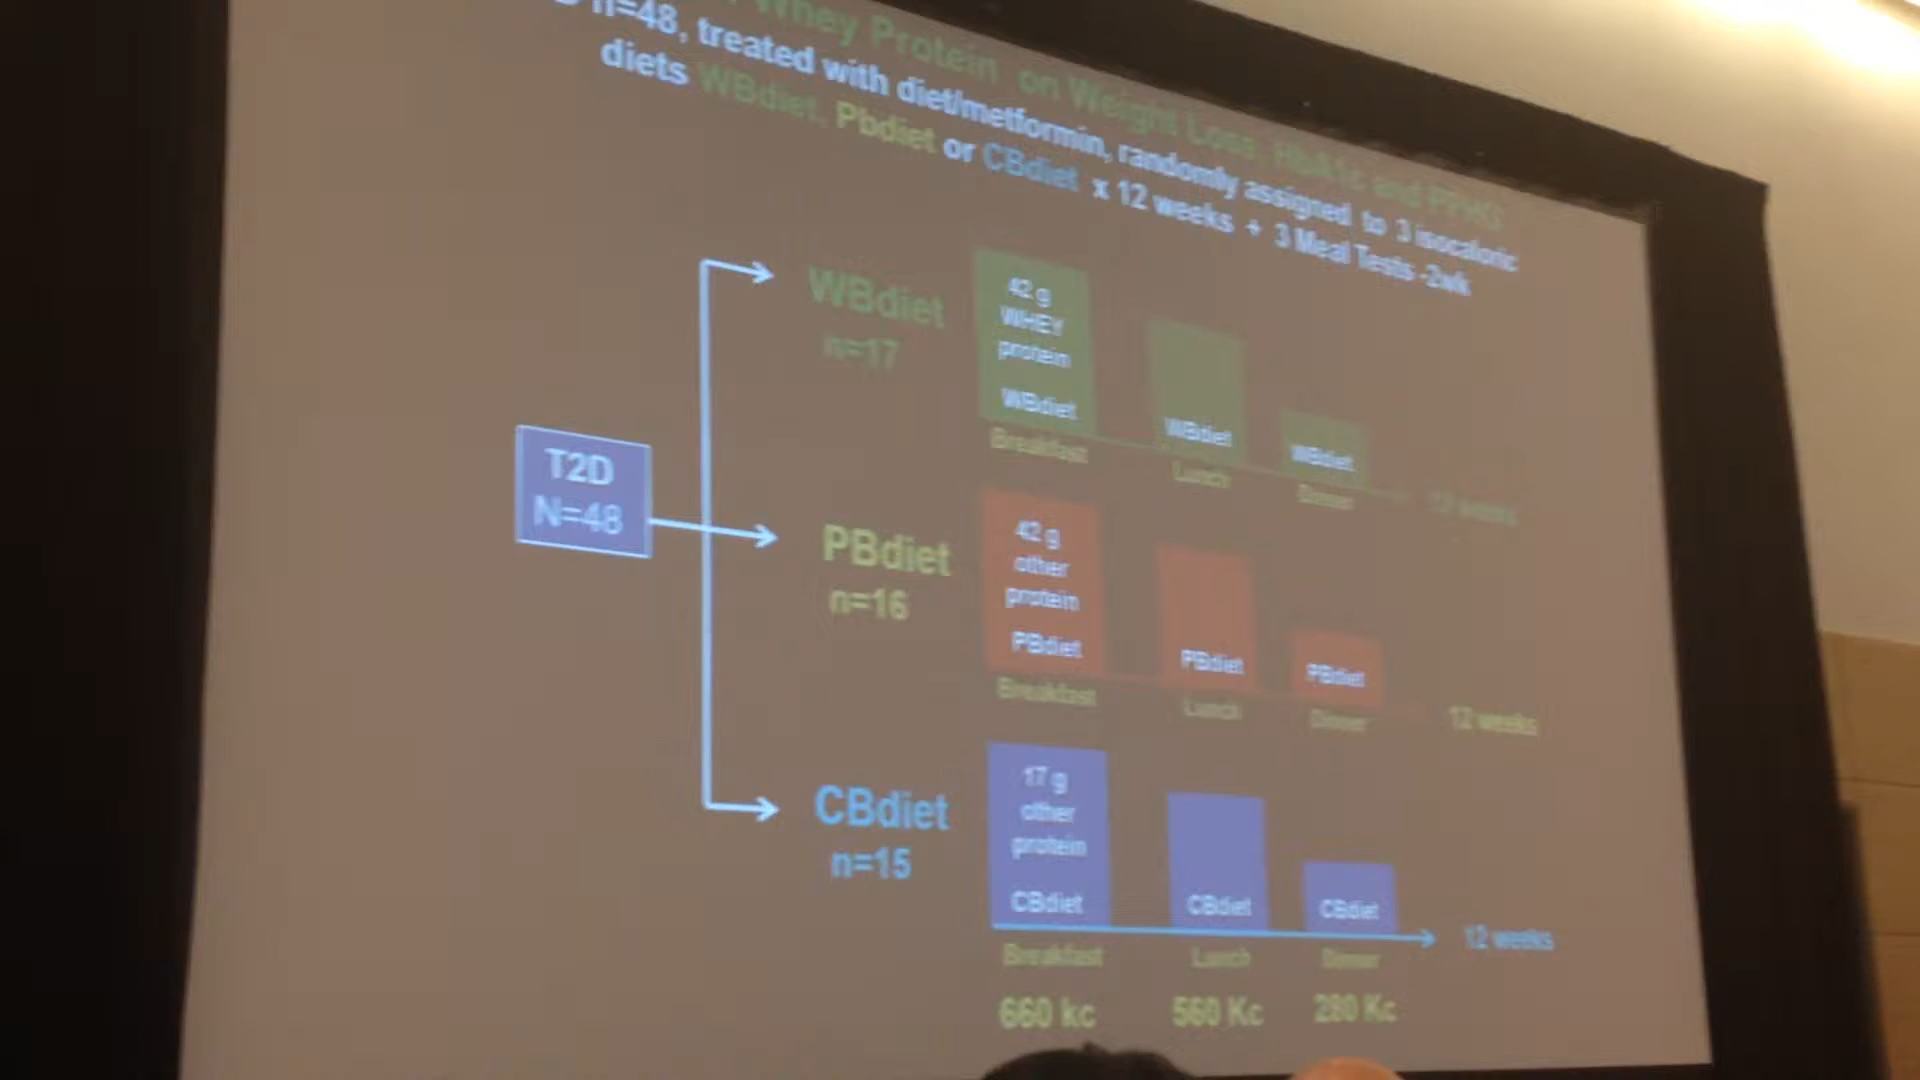 Whey Protein on Weight Loss, HbA1c and PPHG
n=48, treated with diet/metformin, randomly assigned to 3 isocaloric
diets WBdiet, Pbdiet or CBdiet x 12 weeks + 3 Meal Tests -2wk
WBdiet
n=17
42 g
WHEY
protein
WBdiet
WBdiet
WBdiet
Breakfast
Lunch
Dinner
12 weeks
T2D
N=48
PBdiet
n=16
42 g
other
protein
PBdiet
PBdiet
PBdiet
Breakfast
Lunch
Dinner
12 weeks
CBdiet
n=15
17 g
other
protein
CBdiet
CBdiet
CBdiet
12 weeks
Breakfast
Lunch
Dinner
660 kc
560 Kc
280 Kc